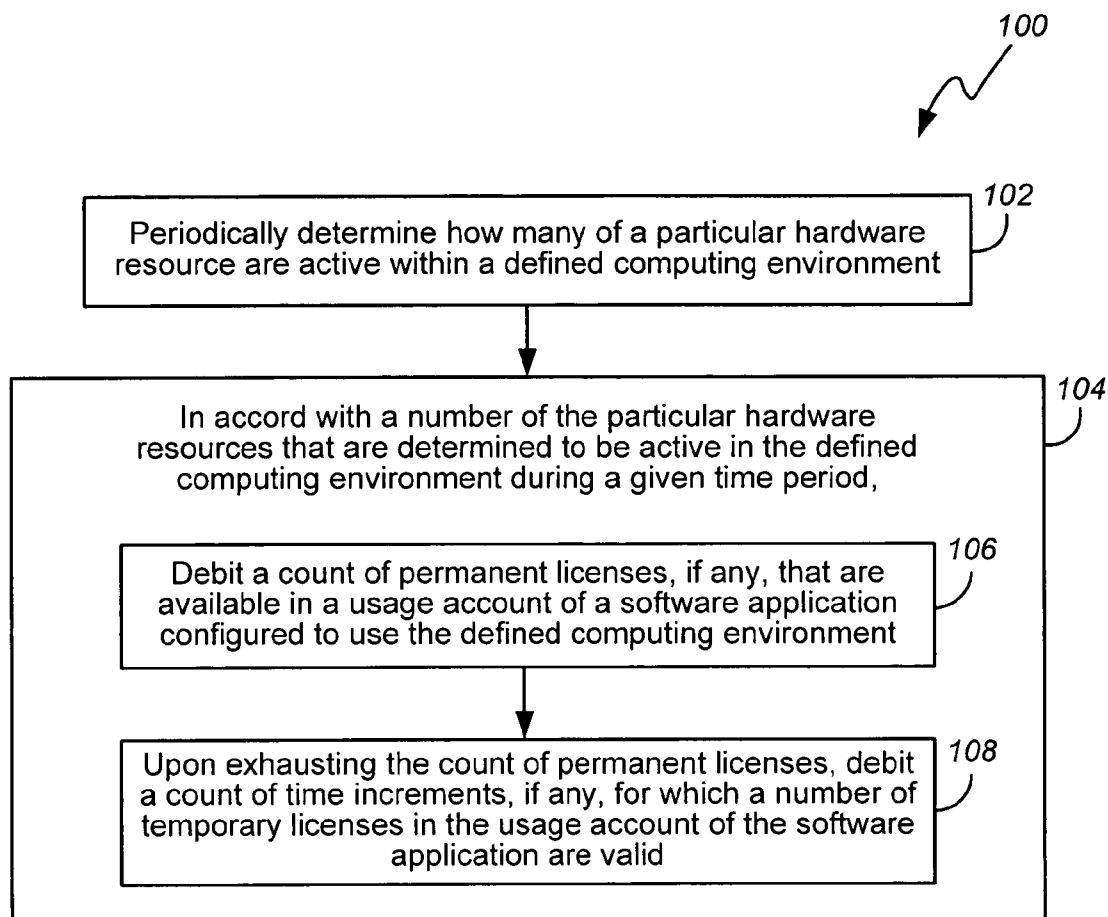 100
102
Periodically determine how many of a particular hardware
resource are active within a defined computing environment
104
In accord with a number of the particular hardware
resources that are determined to be active in the defined
computing environment during a given time period,
106
Debit a count of permanent licenses, if any, that are
available in a usage account of a software application
configured to use the defined computing environment
108
Upon exhausting the count of permanent licenses, debit
a count of time increments, if any, for which a number of
temporary licenses in the usage account of the software
application are valid